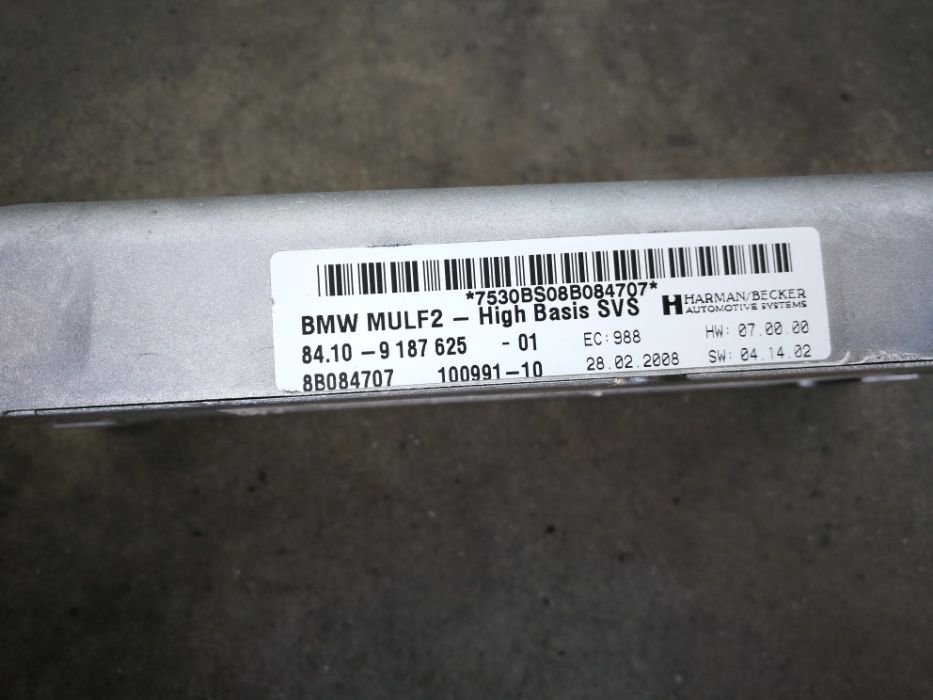 *7530BS08B084707*
BMW MULF2 – High Basis SVS
HARMAN/BECKER
AUTOMOTIVE SYSTEMS
84.10 – 9 187 625 - 01
EC: 988
HW: 07.00.00
8B084707 100991-10
28.02.2008
SW: 04.14.02